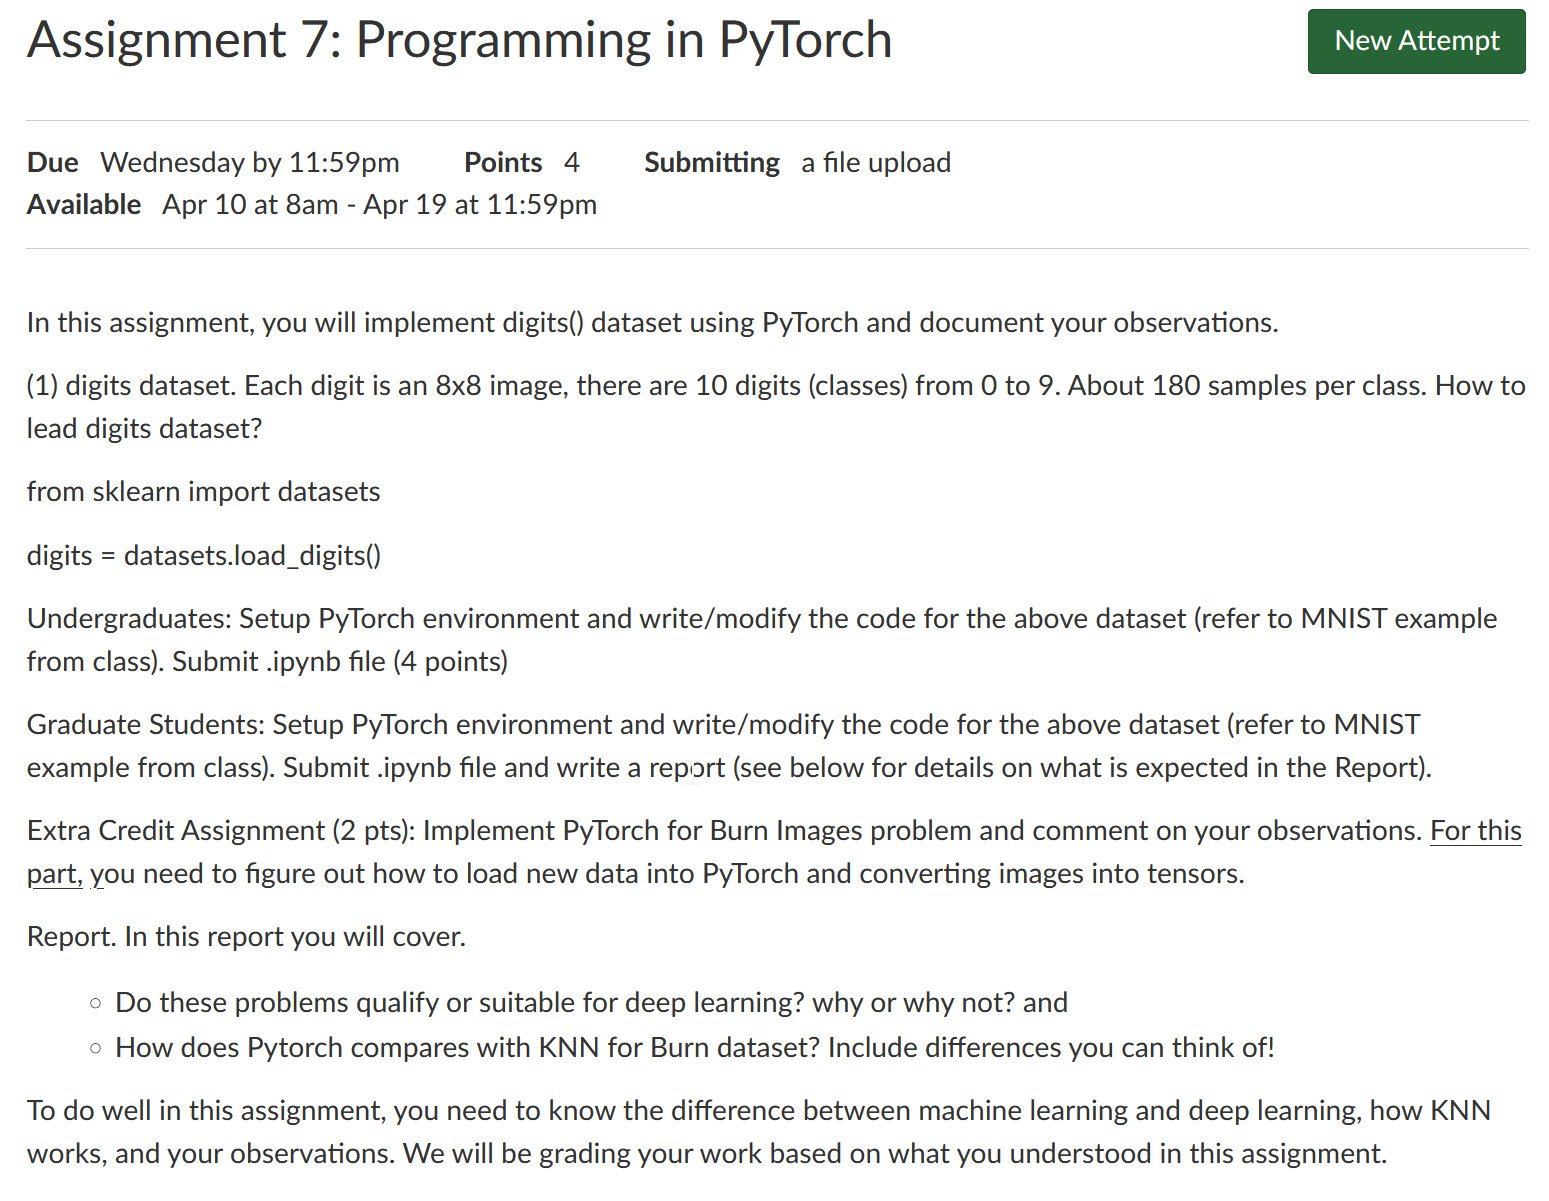 Assignment 7: Programming in PyTorch
New Attempt
Due Wednesday by 11:59pm Points 4 Submitting a file upload
Available Apr 10 at 8am - Apr 19 at 11:59pm
In this assignment, you will implement digits() dataset using PyTorch and document your observations.
(1) digits dataset. Each digit is an 8x8 image, there are 10 digits (classes) from 0 to 9. About 180 samples per class. How to
lead digits dataset?
from sklearn import datasets
digits = datasets.load_digits()
Undergraduates: Setup PyTorch environment and write/modify the code for the above dataset (refer to MNIST example
from class). Submit .ipynb file (4 points)
Graduate Students: Setup PyTorch environment and write/modify the code for the above dataset (refer to MNIST
example from class). Submit .ipynb file and write a report (see below for details on what is expected in the Report).
Extra Credit Assignment (2 pts): Implement PyTorch for Burn Images problem and comment on your observations. For this
part, you need to figure out how to load new data into PyTorch and converting images into tensors.
Report. In this report you will cover.
◦ Do these problems qualify or suitable for deep learning? why or why not? and
◦ How does Pytorch compares with KNN for Burn dataset? Include differences you can think of!
To do well in this assignment, you need to know the difference between machine learning and deep learning, how KNN
works, and your observations. We will be grading your work based on what you understood in this assignment.